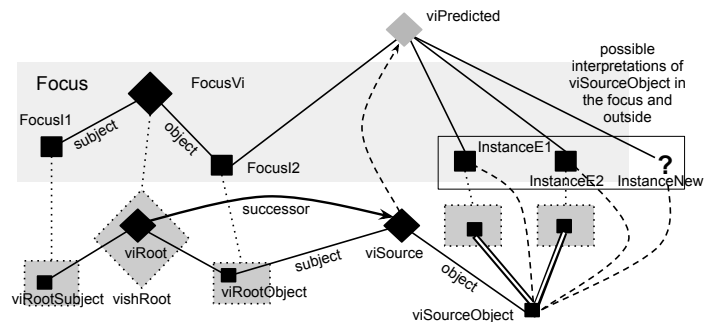 viPredicted
possible
interpretations of
viSourceObject in
the focus and
outside
Focus
FocusVi
FocusI1
subject
object
FocusI2
InstanceE1
InstanceE2
?
InstanceNew
successor
viRoot
viSource
subject
object
viRootSubject
vishRoot
viRootObject
viSourceObject